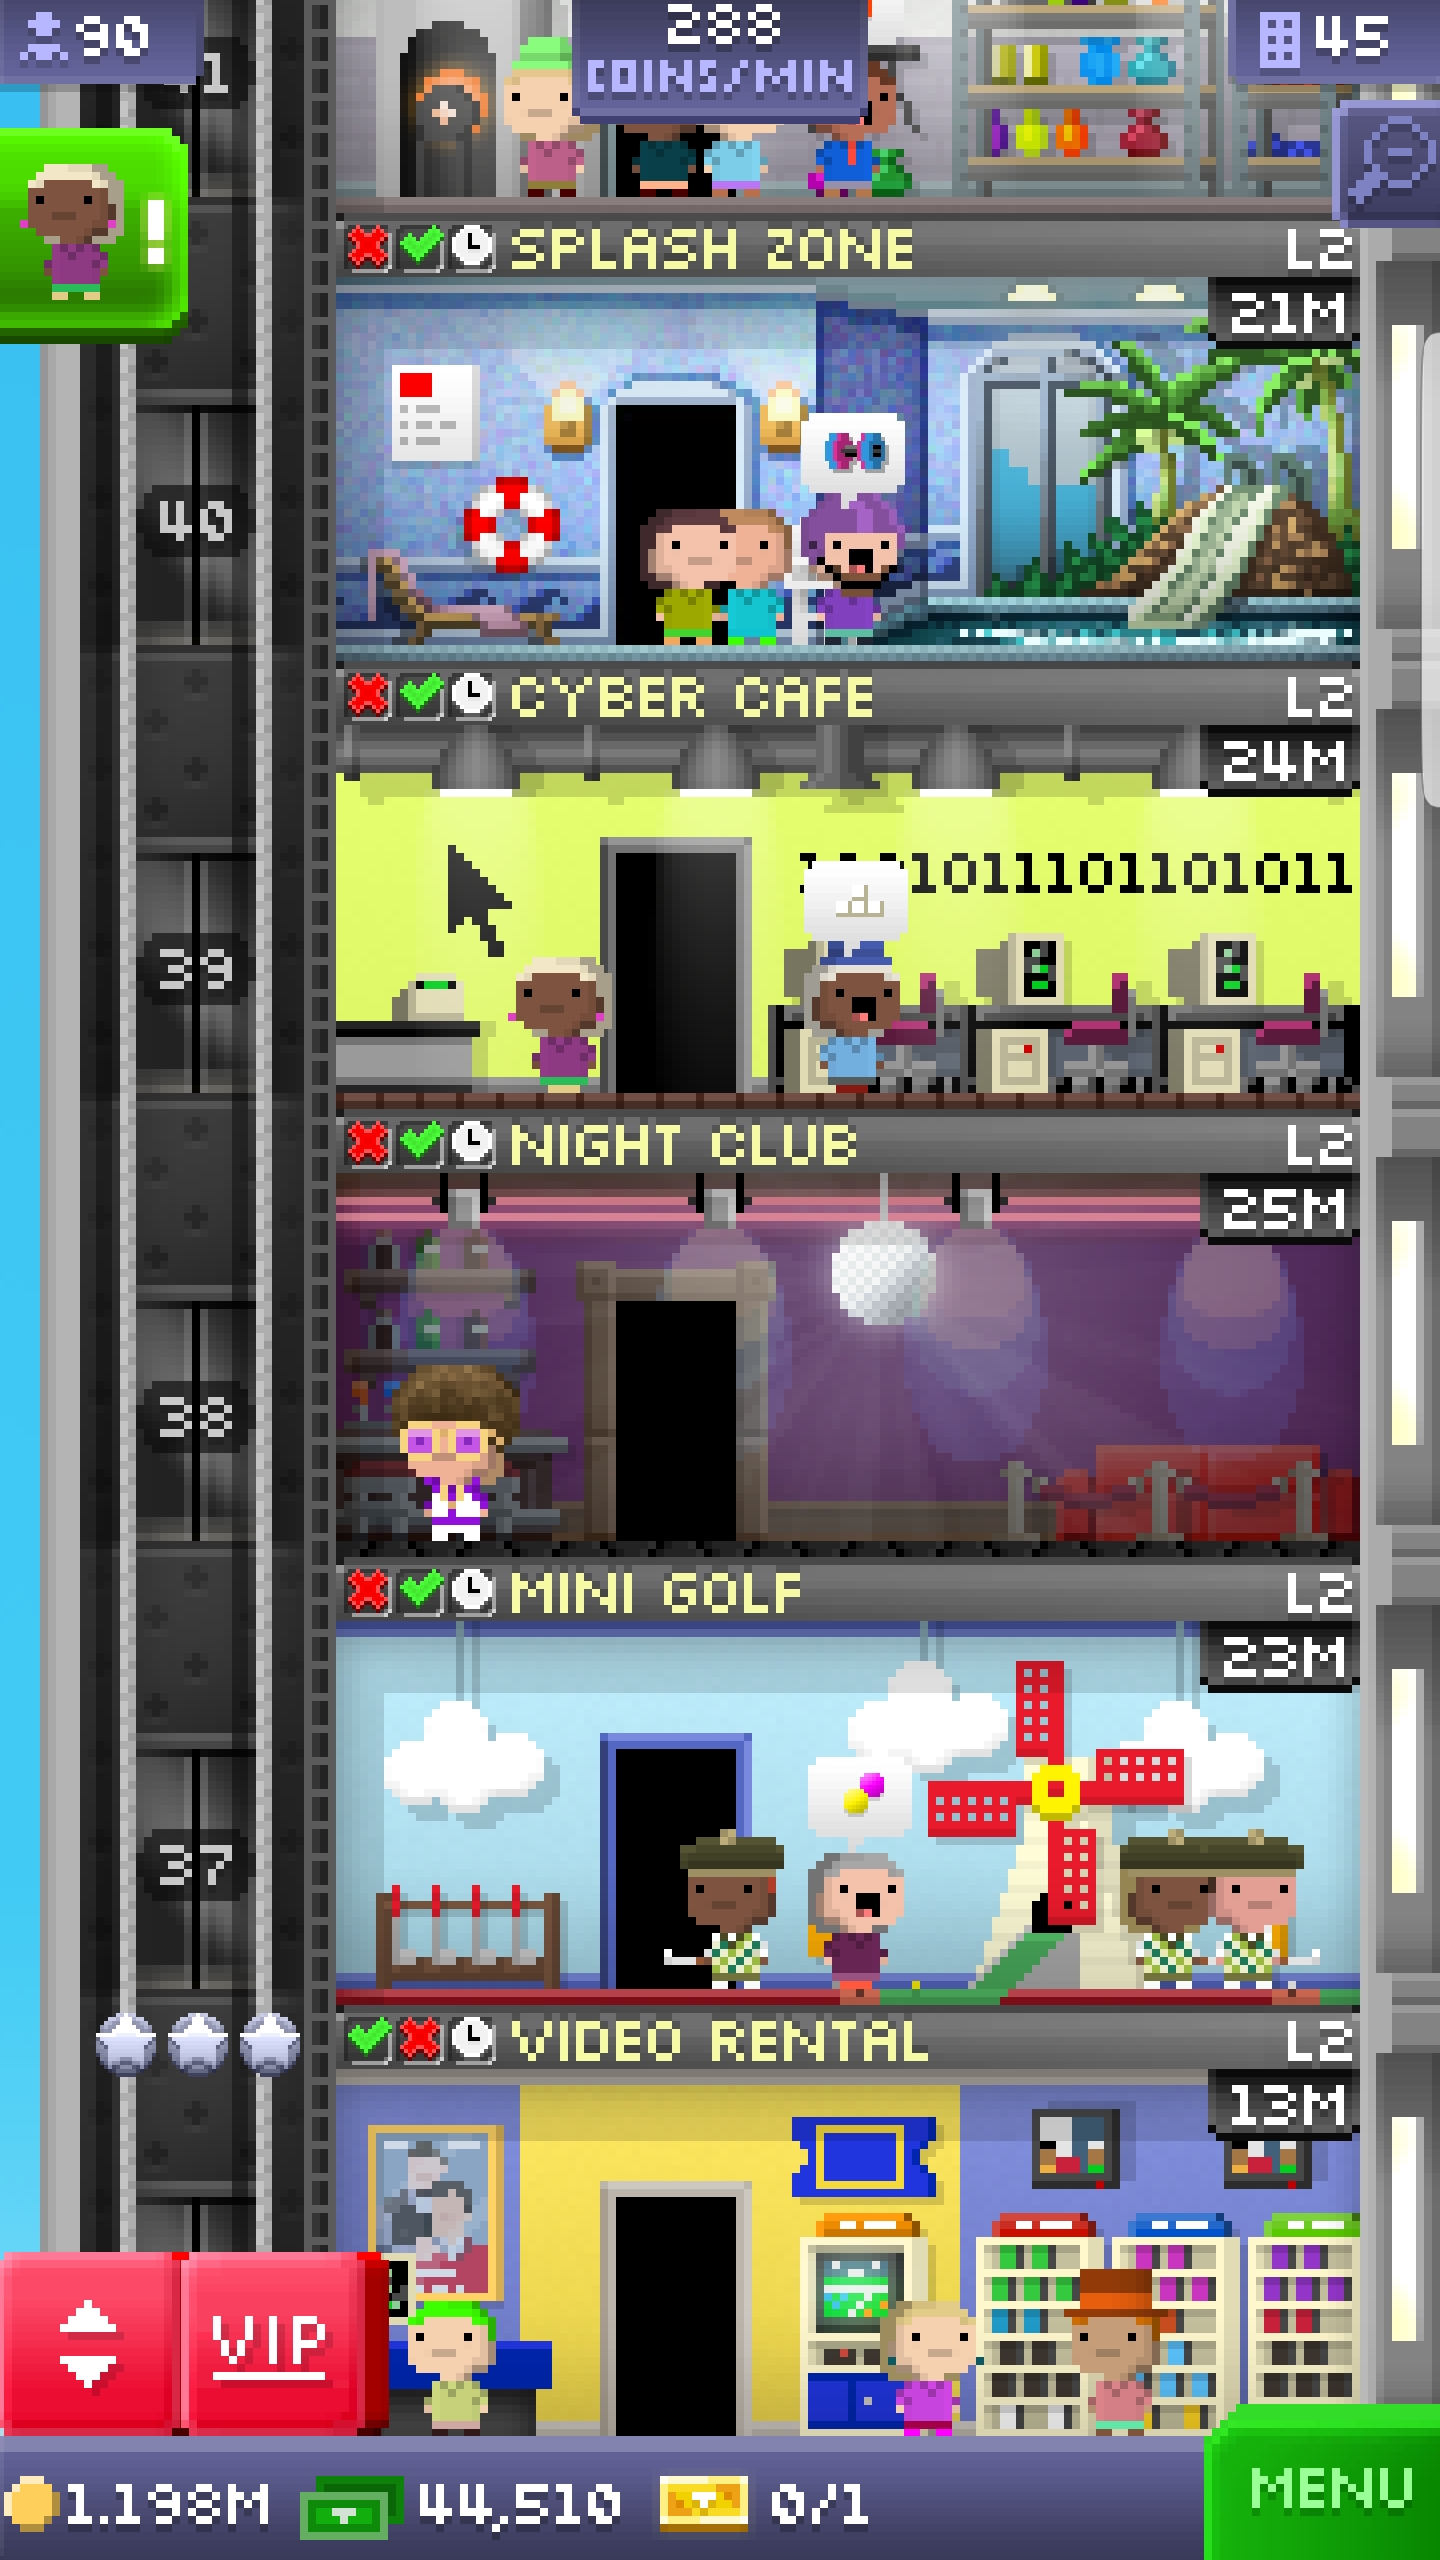 90
288
COINS/MIN
45
SPLASH ZONE L2
21M
40
CYBER CAFE L2
24M
1011101101011
39
NIGHT CLUB L2
25M
38
MINI GOLF L2
23M
37
VIDEO RENTAL L2
13M
VIP
1.198M 44,510 0/1
MENU